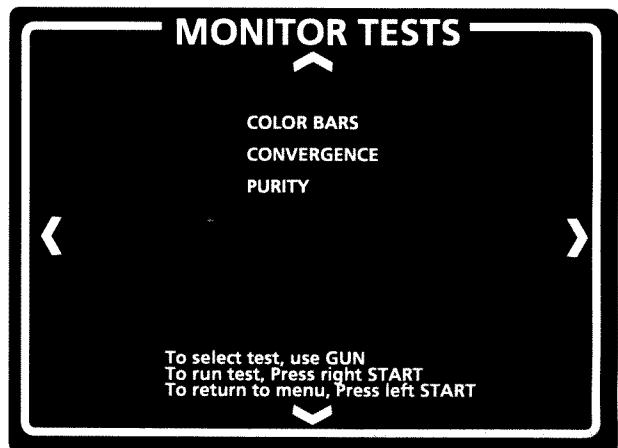 MONITOR TESTS
COLOR BARS
CONVERGENCE
PURITY
To select test, use GUN
To run test, Press right START
To return to menu, Press left START